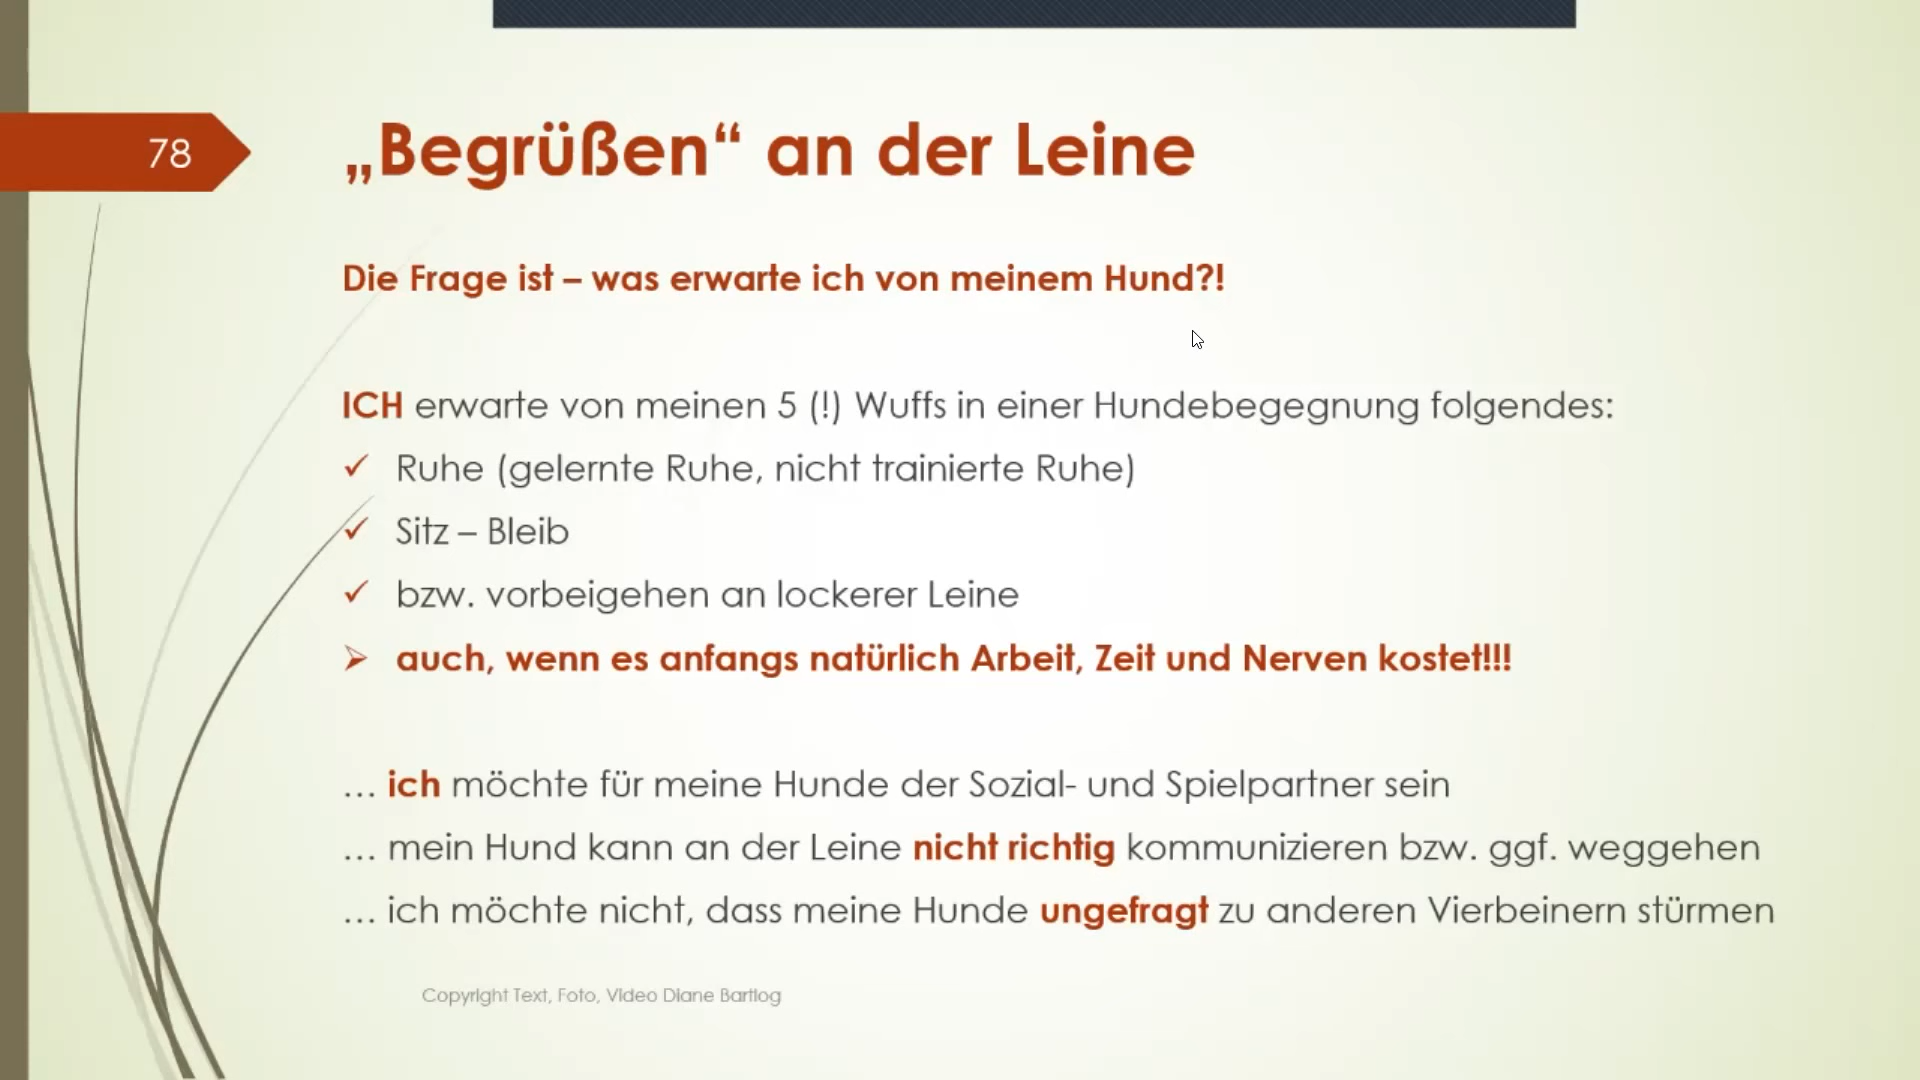 78
„Begrüßen“ an der Leine
Die Frage ist – was erwarte ich von meinem Hund?!
ICH erwarte von meinen 5 (!) Wuffs in einer Hundebegegnung folgendes:
✓ Ruhe (gelernte Ruhe, nicht trainierte Ruhe)
✓ Sitz – Bleib
✓ bzw. vorbeigehen an lockerer Leine
➢ auch, wenn es anfangs natürlich Arbeit, Zeit und Nerven kostet!!!
… ich möchte für meine Hunde der Sozial- und Spielpartner sein
… mein Hund kann an der Leine nicht richtig kommunizieren bzw. ggf. weggehen
… ich möchte nicht, dass meine Hunde ungefragt zu anderen Vierbeinern stürmen
Copyright Text, Foto, Video Diane Bartlog